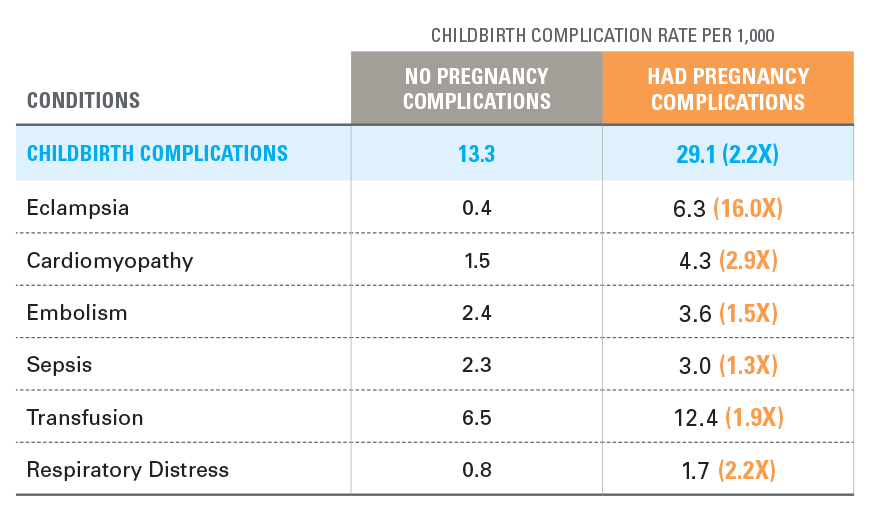 CHILDBIRTH COMPLICATION RATE PER 1,000
CONDITIONS
NO PREGNANCY
COMPLICATIONS
HAD PREGNANCY
COMPLICATIONS
CHILDBIRTH COMPLICATIONS 13.3 29.1 (2.2X)
Eclampsia 0.4 6.3 (16.0X)
Cardiomyopathy 1.5 4.3 (2.9X)
Embolism 2.4 3.6 (1.5X)
Sepsis 2.3 3.0 (1.3X)
Transfusion 6.5 12.4 (1.9X)
Respiratory Distress 0.8 1.7 (2.2X)